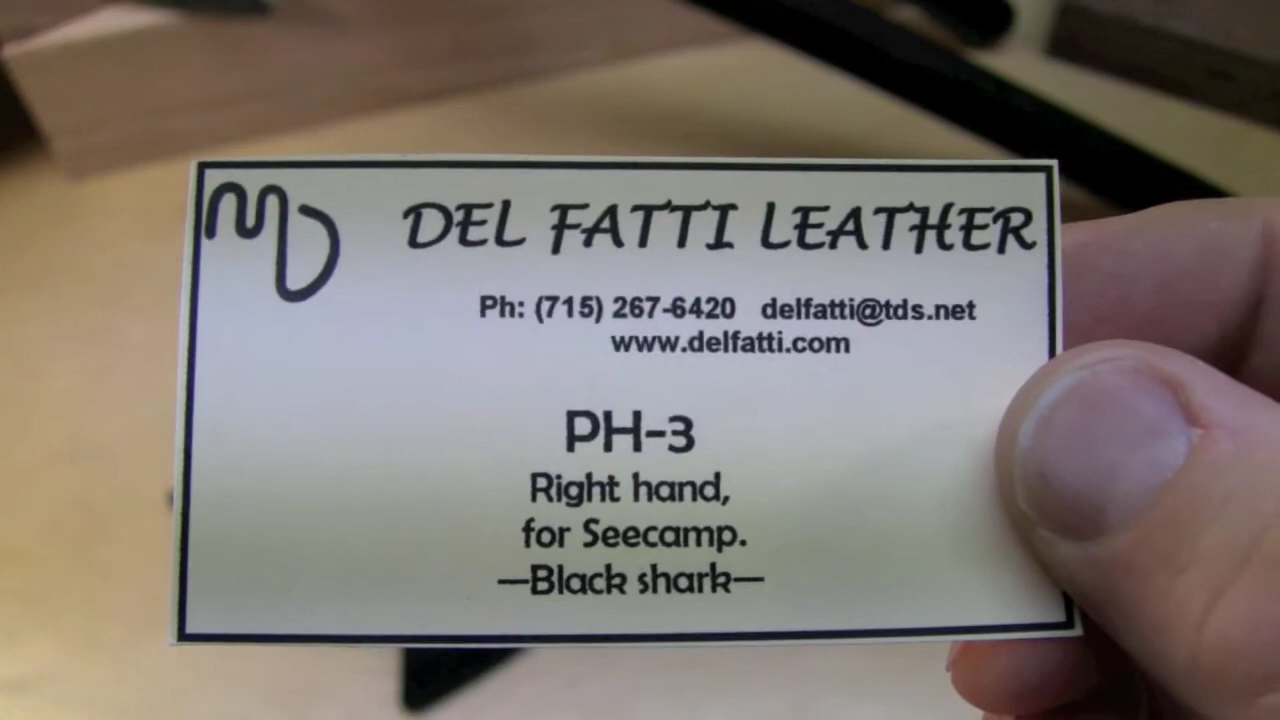 MD DEL FATTI LEATHER
Ph: (715) 267-6420 delfatti@tds.net
www.delfatti.com
PH-3
Right hand,
for Seecamp.
—Black shark—